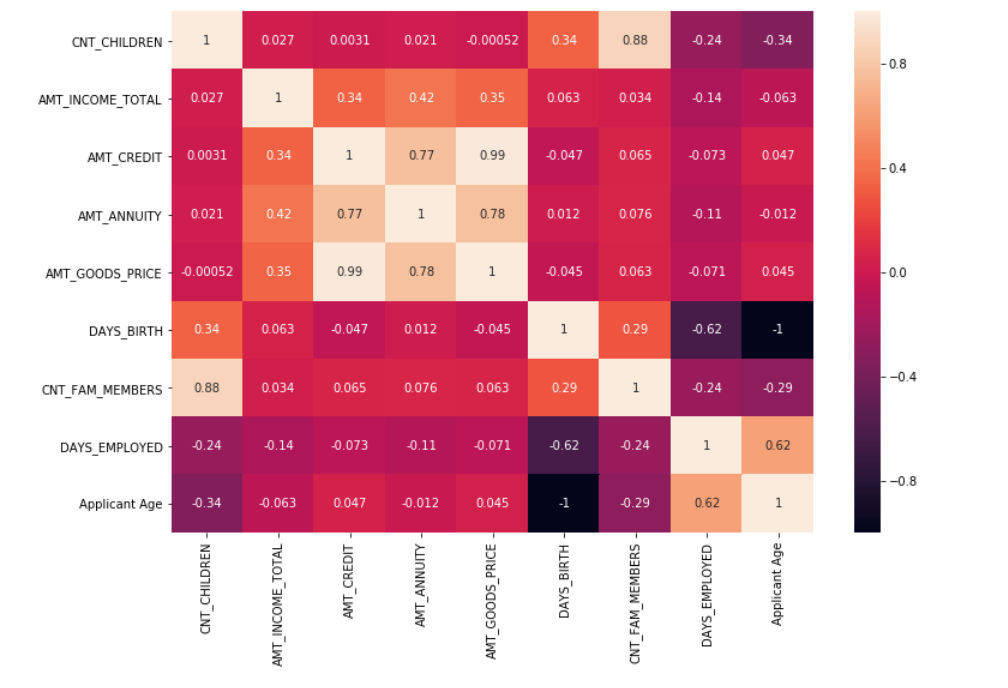 CNT_CHILDREN 1 0.027 0.0031 0.021 -0.00052 0.34 0.88 -0.24 -0.34
AMT_INCOME_TOTAL 0.027 1 0.34 0.42 0.35 0.063 0.034 -0.14 -0.063
AMT_CREDIT 0.0031 0.34 1 0.77 0.99 -0.047 0.065 -0.073 0.047
AMT_ANNUITY 0.021 0.42 0.77 1 0.78 0.012 0.076 -0.11 -0.012
AMT_GOODS_PRICE -0.00052 0.35 0.99 0.78 1 -0.045 0.063 -0.071 0.045
DAYS_BIRTH 0.34 0.063 -0.047 0.012 -0.045 1 0.29 -0.62 -1
CNT_FAM_MEMBERS 0.88 0.034 0.065 0.076 0.063 0.29 1 -0.24 -0.29
DAYS_EMPLOYED -0.24 -0.14 -0.073 -0.11 -0.071 -0.62 -0.24 1 0.62
Applicant Age -0.34 -0.063 0.047 -0.012 0.045 -1 -0.29 0.62 1
CNT_CHILDREN
AMT_INCOME_TOTAL
AMT_CREDIT
AMT_ANNUITY
AMT_GOODS_PRICE
DAYS_BIRTH
CNT_FAM_MEMBERS
DAYS_EMPLOYED
Applicant Age
0.8
0.4
0.0
−0.4
−0.8